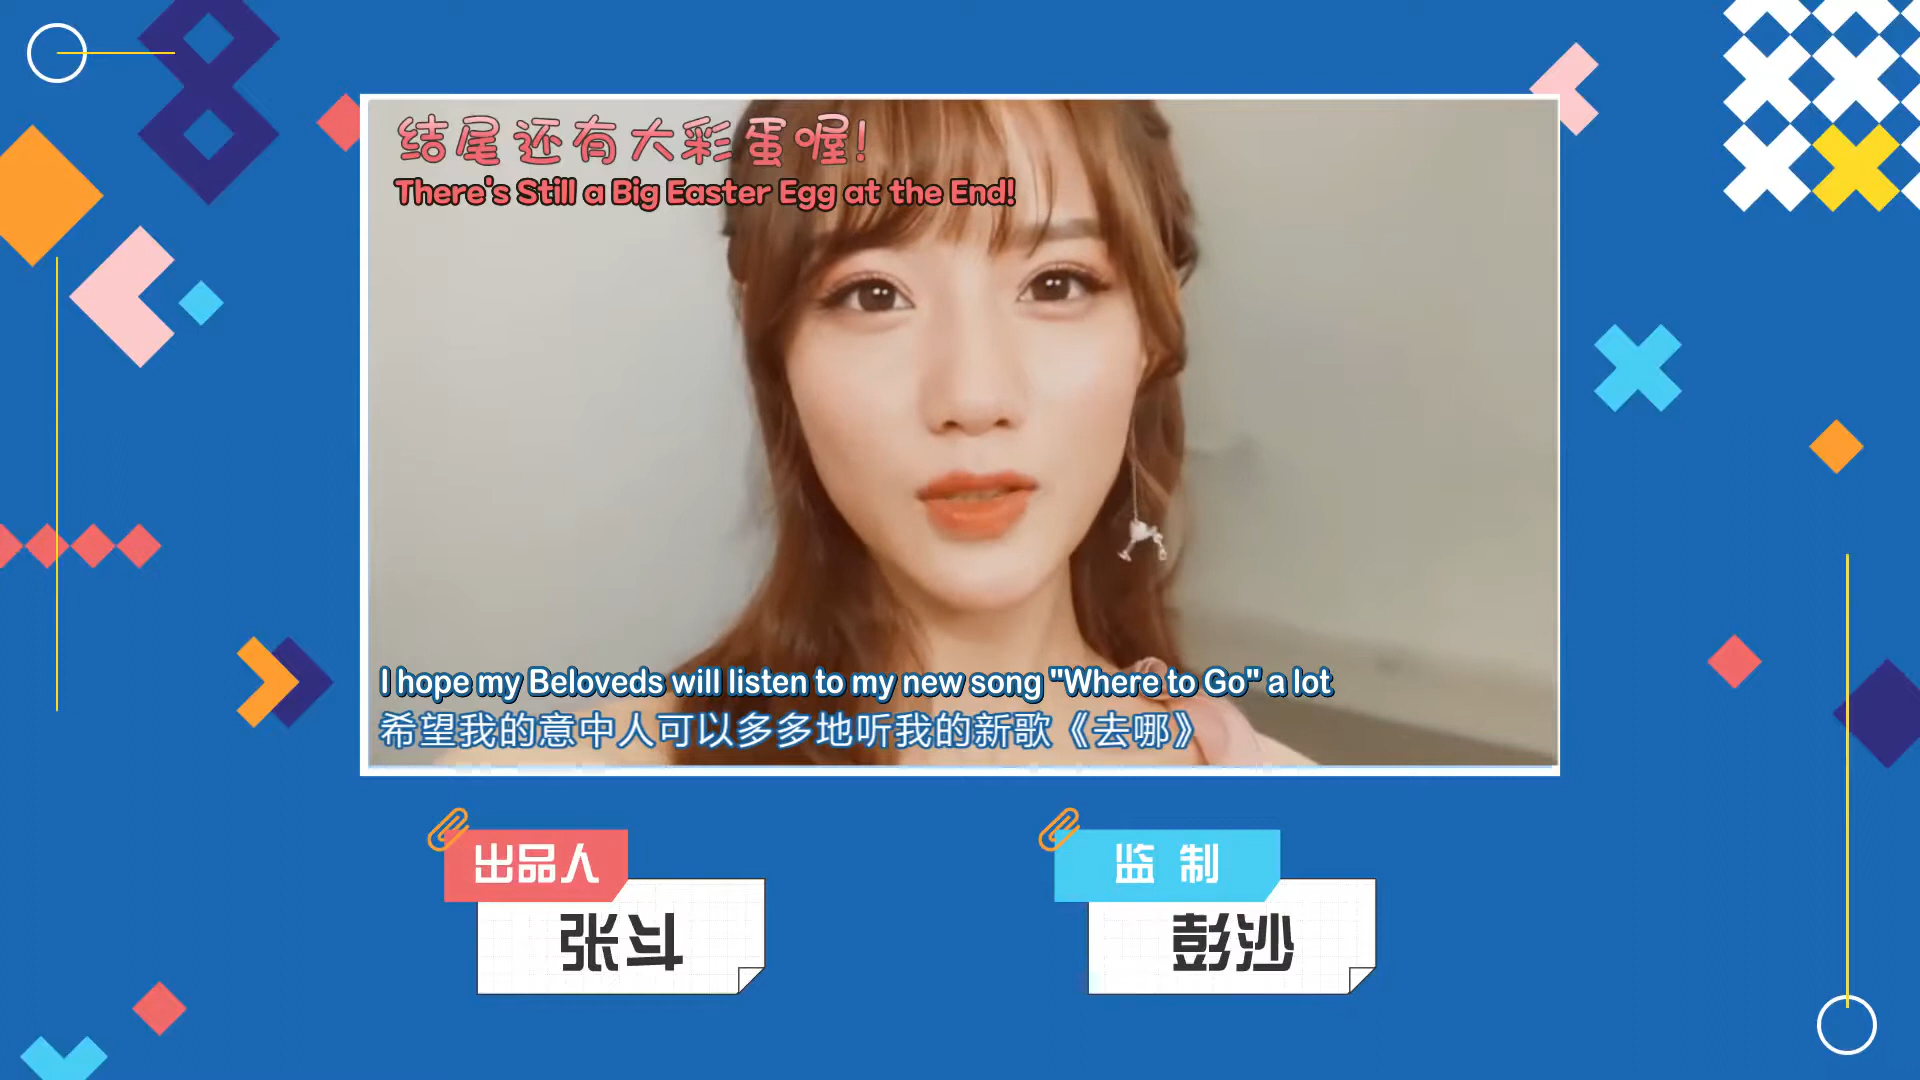 结尾还有大彩蛋喔!
There's Still a Big Easter Egg at the End!
I hope my Beloveds will listen to my new song "Where to Go" a lot
希望我的意中人可以多多地听我的新歌《去哪》
出品人
张斗
监 制
彭沙